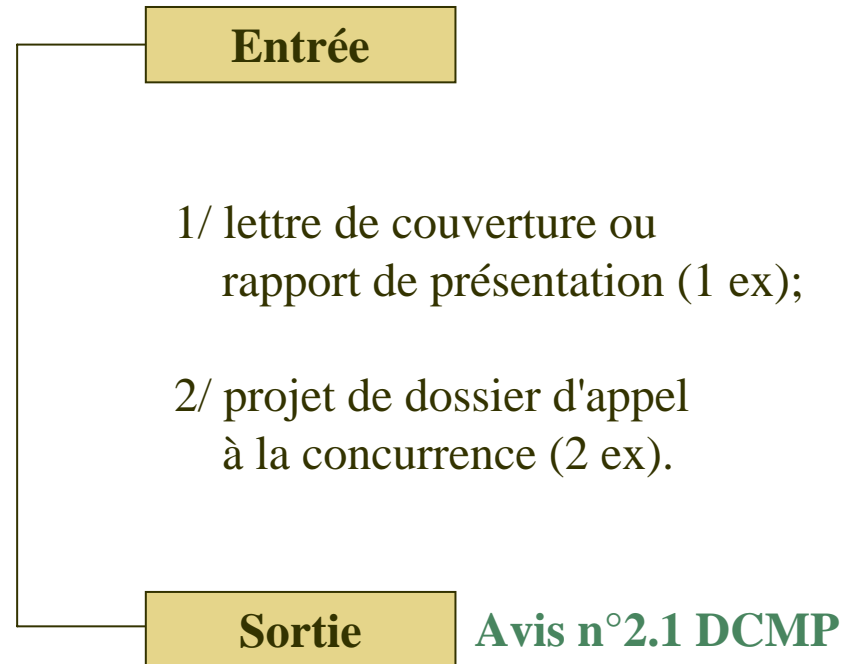 Entrée
1/ lettre de couverture ou
rapport de présentation (1 ex);
2/ projet de dossier d'appel
à la concurrence (2 ex).
Sortie Avis n°2.1 DCMP